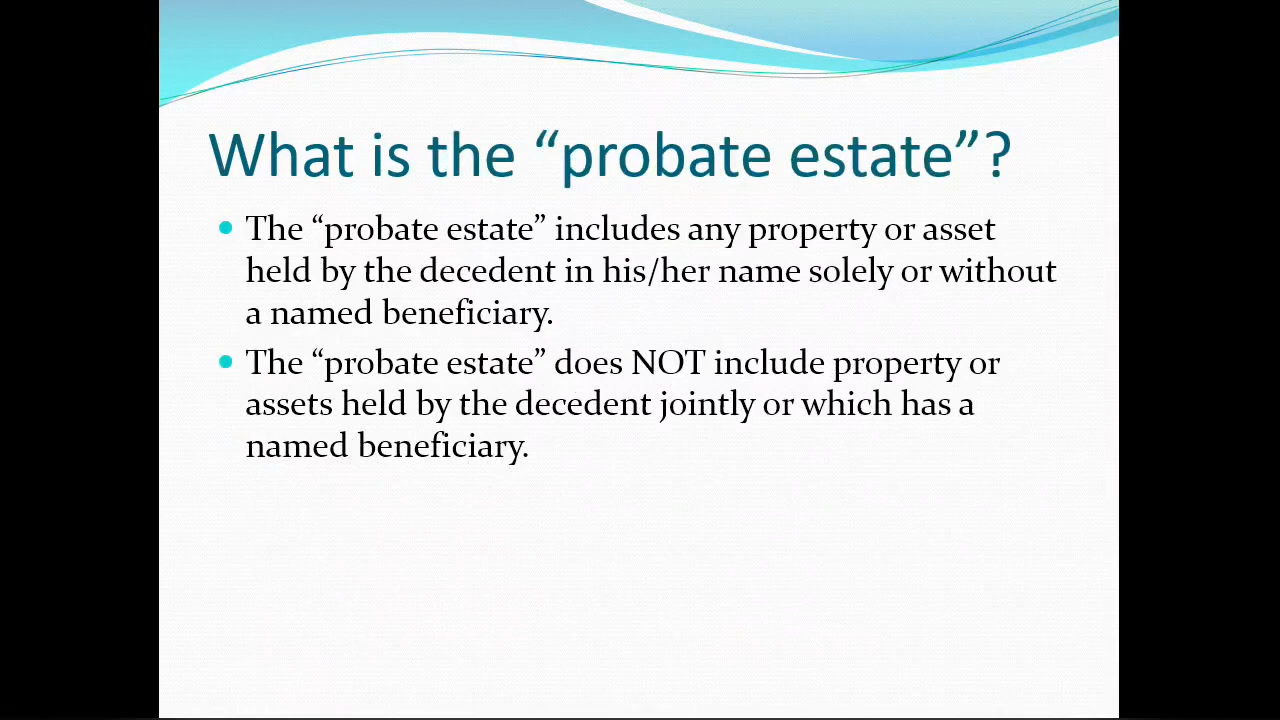 What is the “probate estate”?
The “probate estate” includes any property or asset
held by the decedent in his/her name solely or without
a named beneficiary.
The “probate estate” does NOT include property or
assets held by the decedent jointly or which has a
named beneficiary.